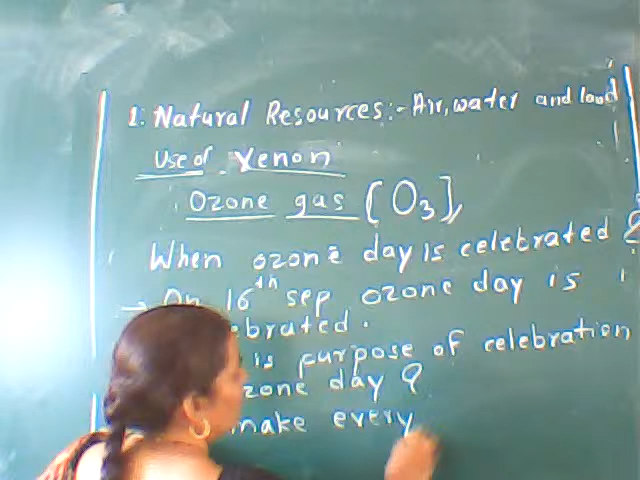 1. Natural Resources:- Air, water and land
Use of Xenon
Ozone gas [O3],
When ozone day is celebrated ?
→ On 16th sep ozone day is
ebrated.
is purpose of celebration
zone day ?
make every